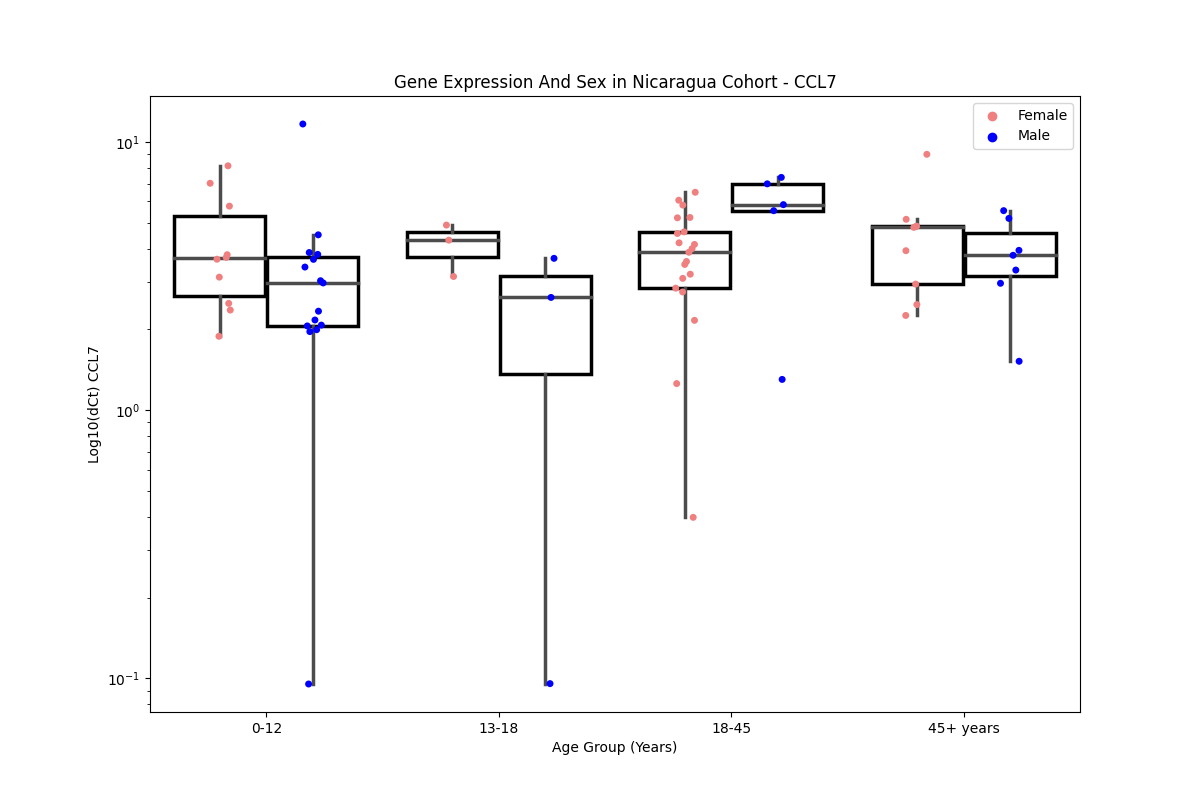 Gene Expression And Sex in Nicaragua Cohort - CCL7
Female
Male
10¹
10⁰
10⁻¹
Log10(dCt) CCL7
0-12
13-18
18-45
45+ years
Age Group (Years)